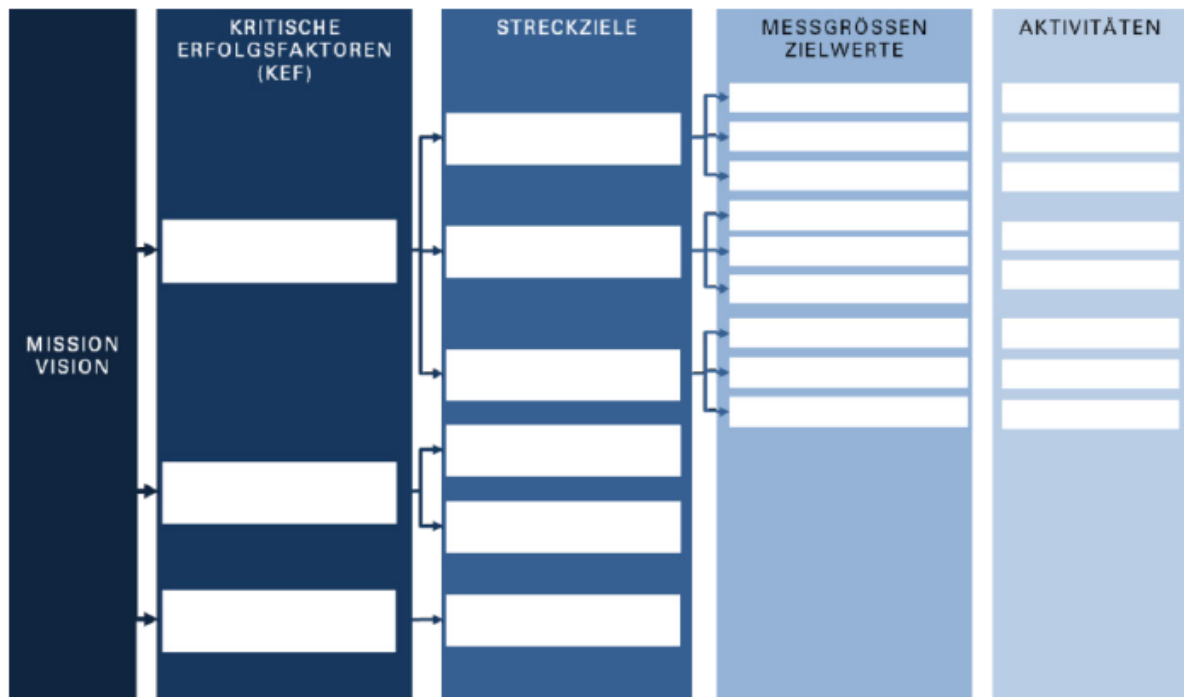 KRITISCHE
ERFOLGSFAKTOREN
(KEF)
STRECKZIELE
MESSGRÖSSEN
ZIELWERTE
AKTIVITÄTEN
MISSION
VISION